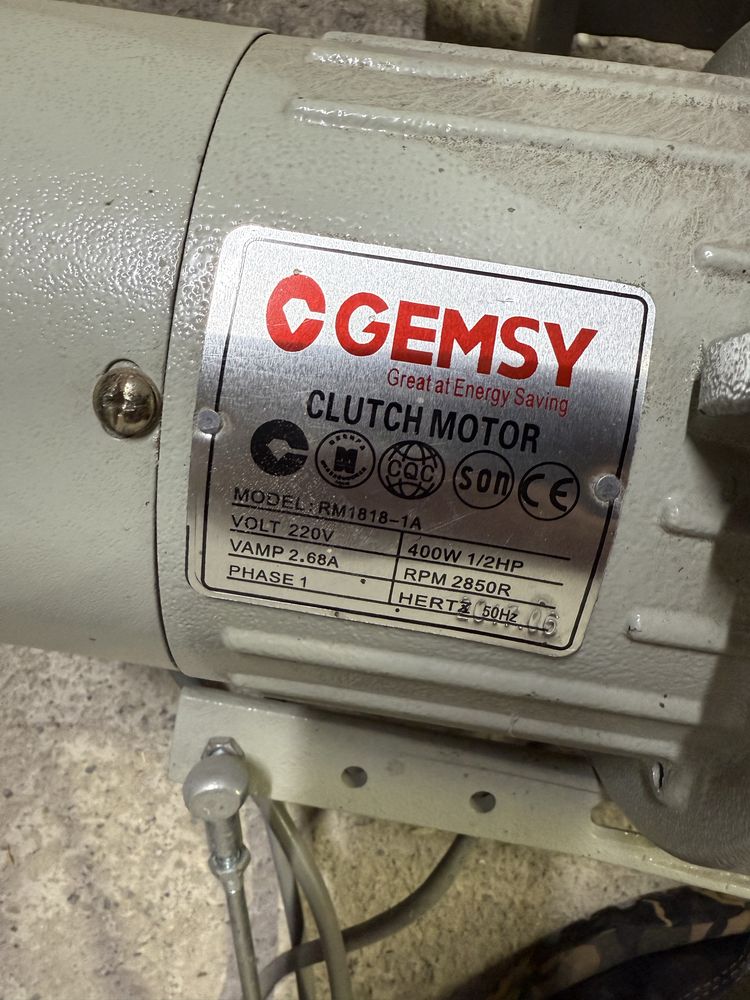 GEMSY
Great at Energy Saving
CLUTCH MOTOR
CQC
son
CE
MODEL: RM1818-1A
VOLT 220V
400W 1/2HP
VAMP 2.68A
RPM 2850R
PHASE 1
HERTZ 50Hz